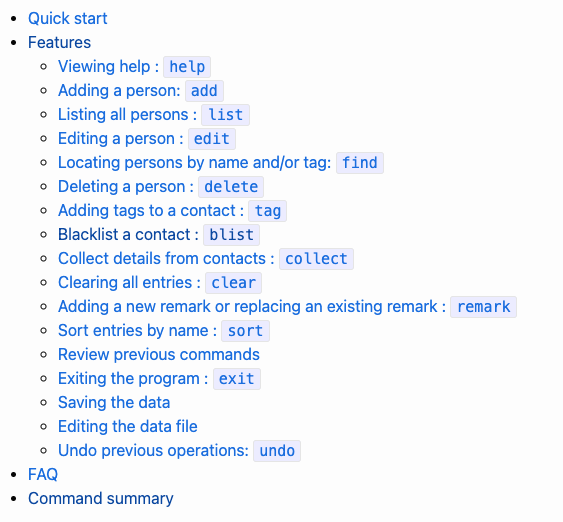 Quick start
Features
Viewing help : help
Adding a person: add
Listing all persons : list
Editing a person : edit
Locating persons by name and/or tag: find
Deleting a person : delete
Adding tags to a contact : tag
Blacklist a contact : blist
Collect details from contacts : collect
Clearing all entries : clear
Adding a new remark or replacing an existing remark : remark
Sort entries by name : sort
Review previous commands
Exiting the program : exit
Saving the data
Editing the data file
Undo previous operations: undo
FAQ
Command summary